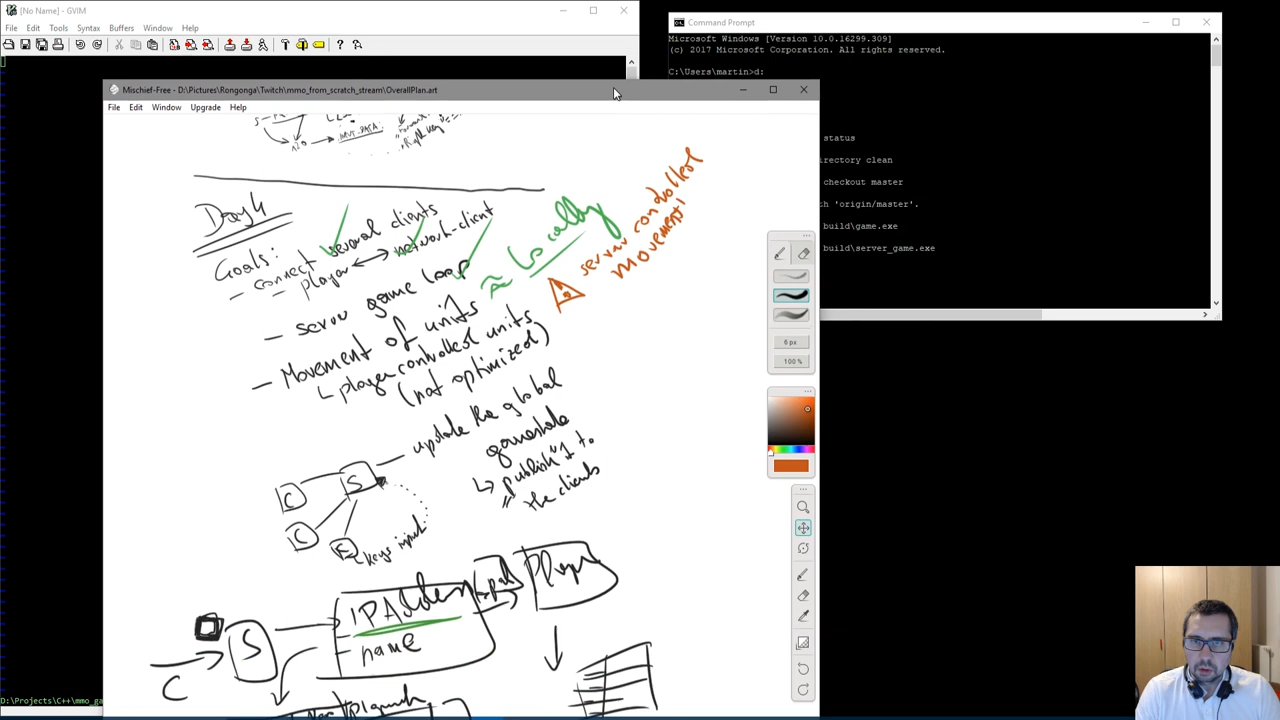 [No Name] - GVIM
File Edit Tools Syntax Buffers Window Help
Command Prompt
Microsoft Windows [Version 10.0.16299.309]
(c) 2017 Microsoft Corporation. All rights reserved.
C:\Users\martin>d:
status
directory clean
checkout master
'origin/master'.
build\game.exe
build\server_game.exe
Mischief-Free - D:\Pictures\Rongonga\Twitch\mmo_from_scratch_stream\OverallPlan.art
File Edit Window Help
Day 4
Goals:
- connect several clients
- player ↔ network-client
- server game loop
≈ Locally
server controlled
movement!
- Movement of units
↳ player controlled units
(not optimized)
update the global
gamestate
↳ "publish" it to
the clients
C S
C
keys input
IPAddress
name
Player
S
C
6 px
100 %
D:\Projects\C++\mmo_ga